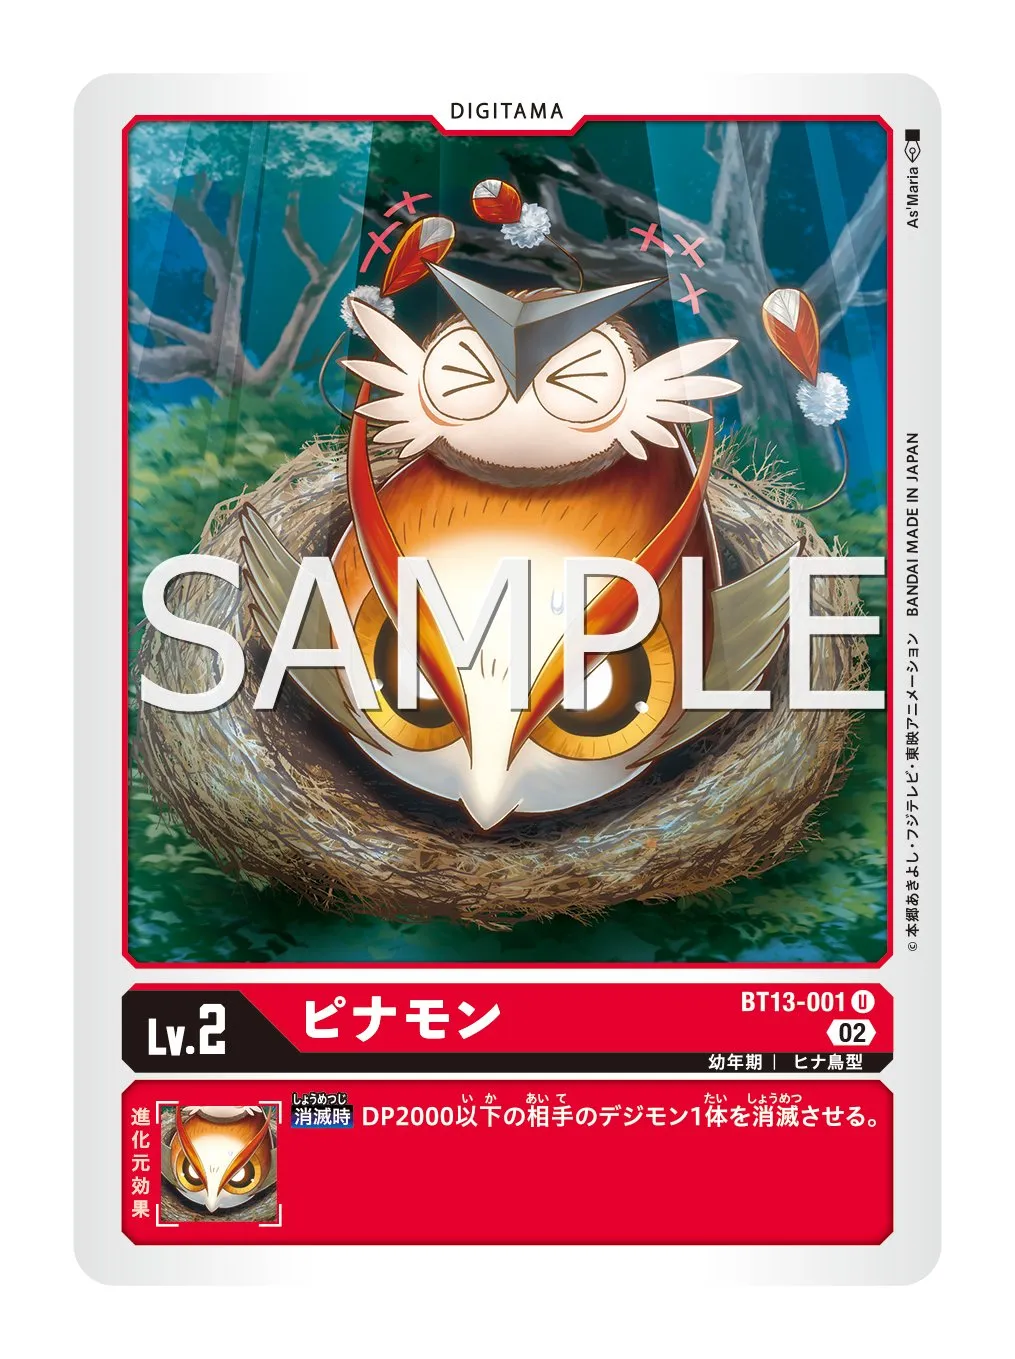 DIGITAMA
As'Maria
SAMPLE
© 本郷あきよし・フジテレビ・東映アニメーション BANDAI MADE IN JAPAN
Lv.2
ピナモン
BT13-001 U
02
幼年期 | ヒナ鳥型
進化元効果
しょうめつじ いか あいて たい しょうめつ
消滅時 DP2000以下の相手のデジモン1体を消滅させる。